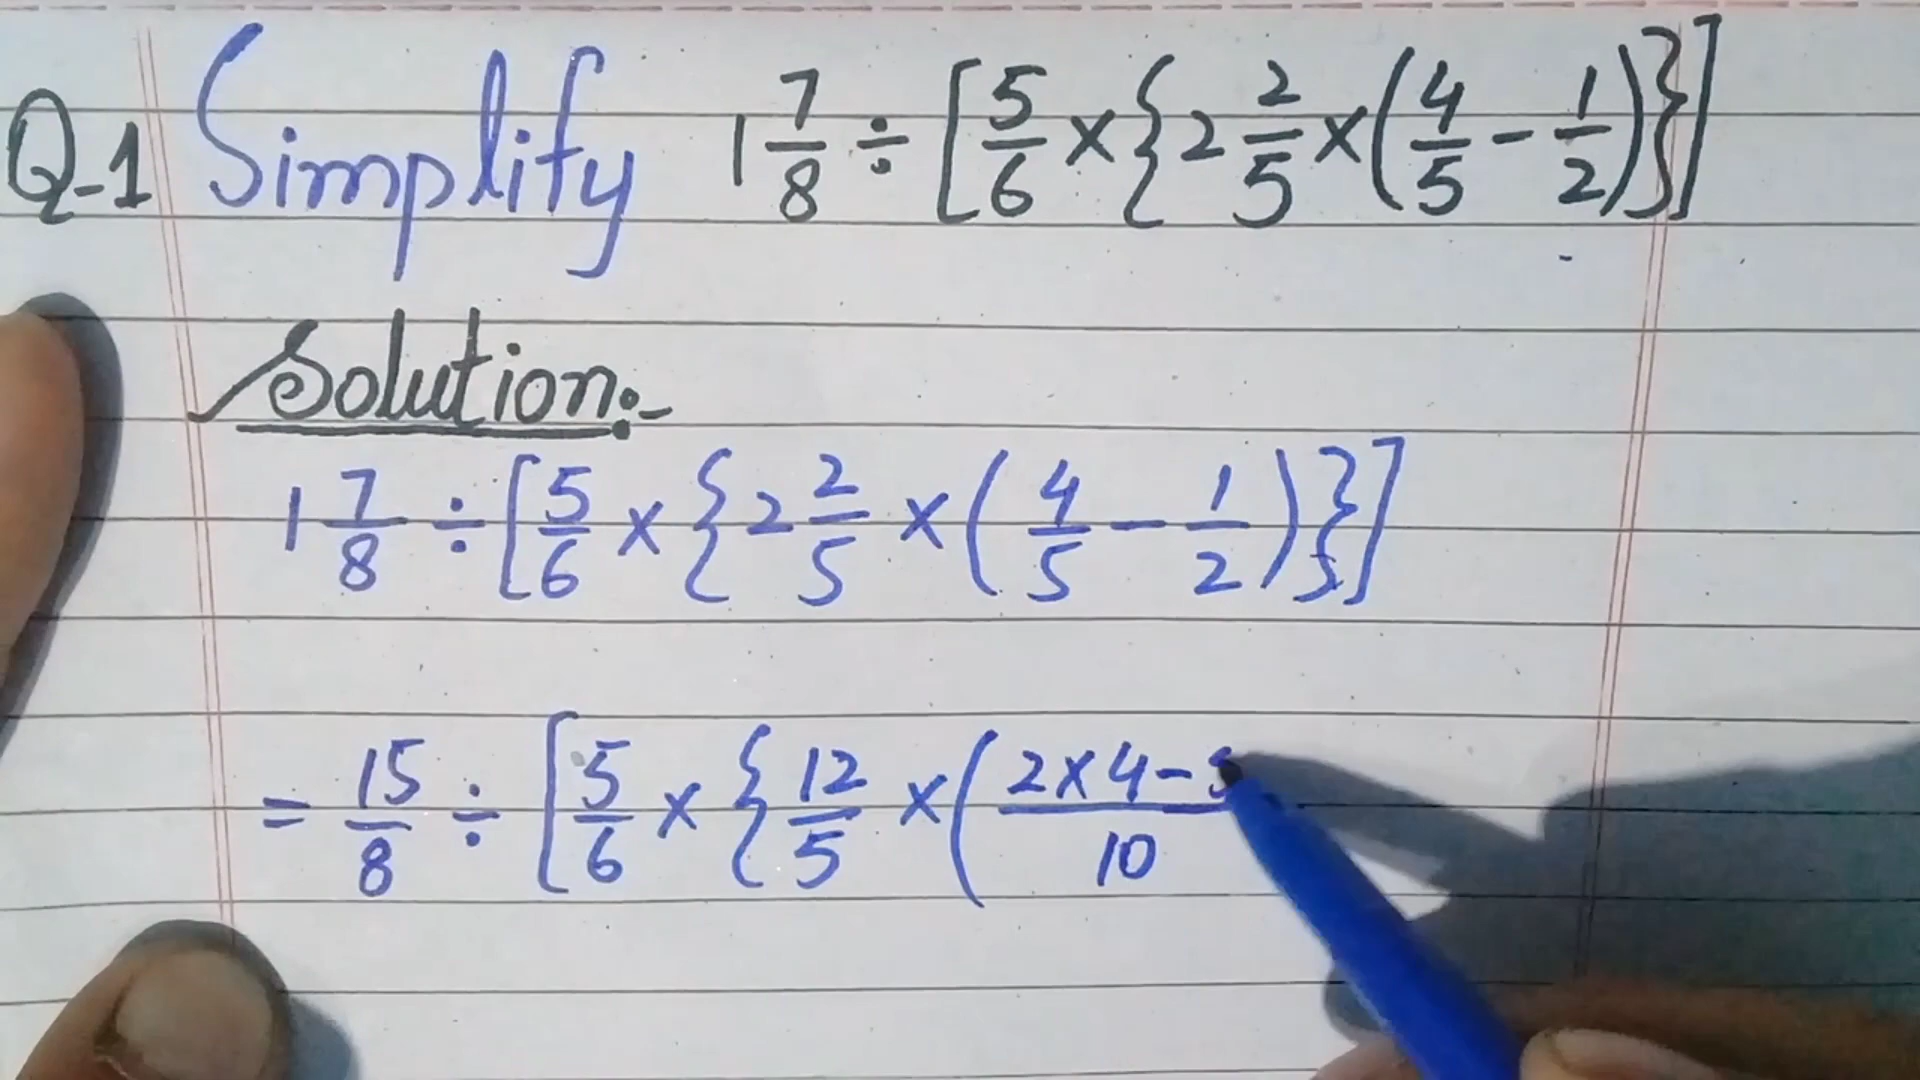 Q-1 Simplify 1 7/8 ÷ [5/6 × {2 2/5 × (4/5 - 1/2)}]
Solution:-
1 7/8 ÷ [5/6 × {2 2/5 × (4/5 - 1/2)}]
= 15/8 ÷ [5/6 × {12/5 × (2×4-5/10